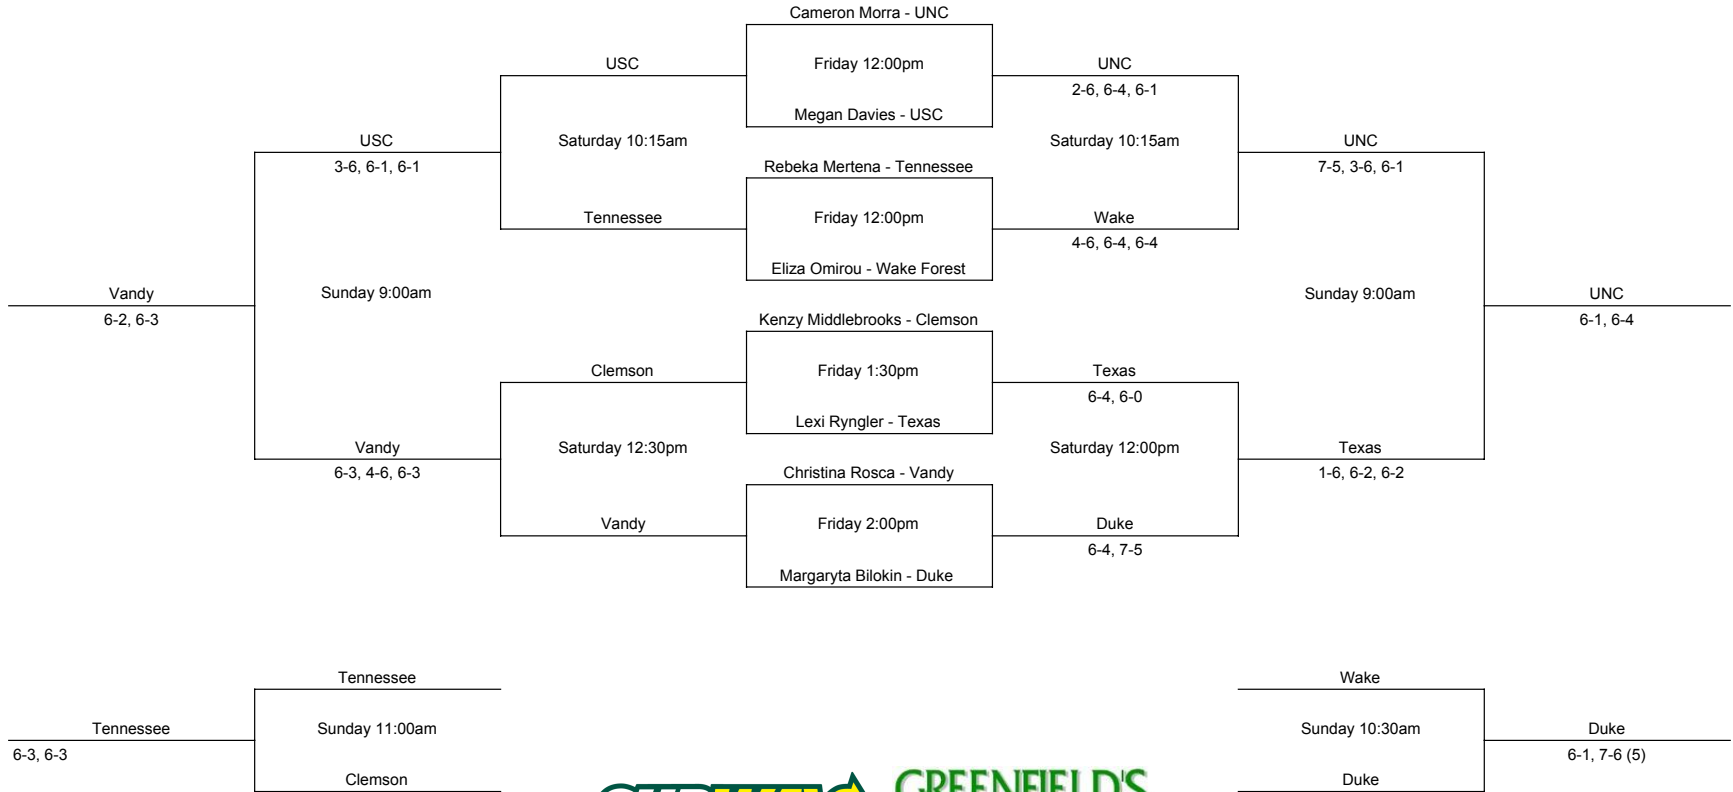 Cameron Morra - UNC
USC
Friday 12:00pm
UNC
2-6, 6-4, 6-1
Megan Davies - USC
USC
Saturday 10:15am
Saturday 10:15am
UNC
3-6, 6-1, 6-1
Rebeka Mertena - Tennessee
7-5, 3-6, 6-1
Tennessee
Friday 12:00pm
Wake
4-6, 6-4, 6-4
Eliza Omirou - Wake Forest
Vandy
Sunday 9:00am
Sunday 9:00am
UNC
6-2, 6-3
Kenzy Middlebrooks - Clemson
6-1, 6-4
Clemson
Friday 1:30pm
Texas
6-4, 6-0
Lexi Ryngler - Texas
Vandy
Saturday 12:30pm
Saturday 12:00pm
Texas
6-3, 4-6, 6-3
Christina Rosca - Vandy
1-6, 6-2, 6-2
Vandy
Friday 2:00pm
Duke
6-4, 7-5
Margaryta Bilokin - Duke
Tennessee
Wake
Tennessee
Sunday 11:00am
Sunday 10:30am
Duke
6-3, 6-3
6-1, 7-6 (5)
Clemson
GREENFIELD'S
Duke